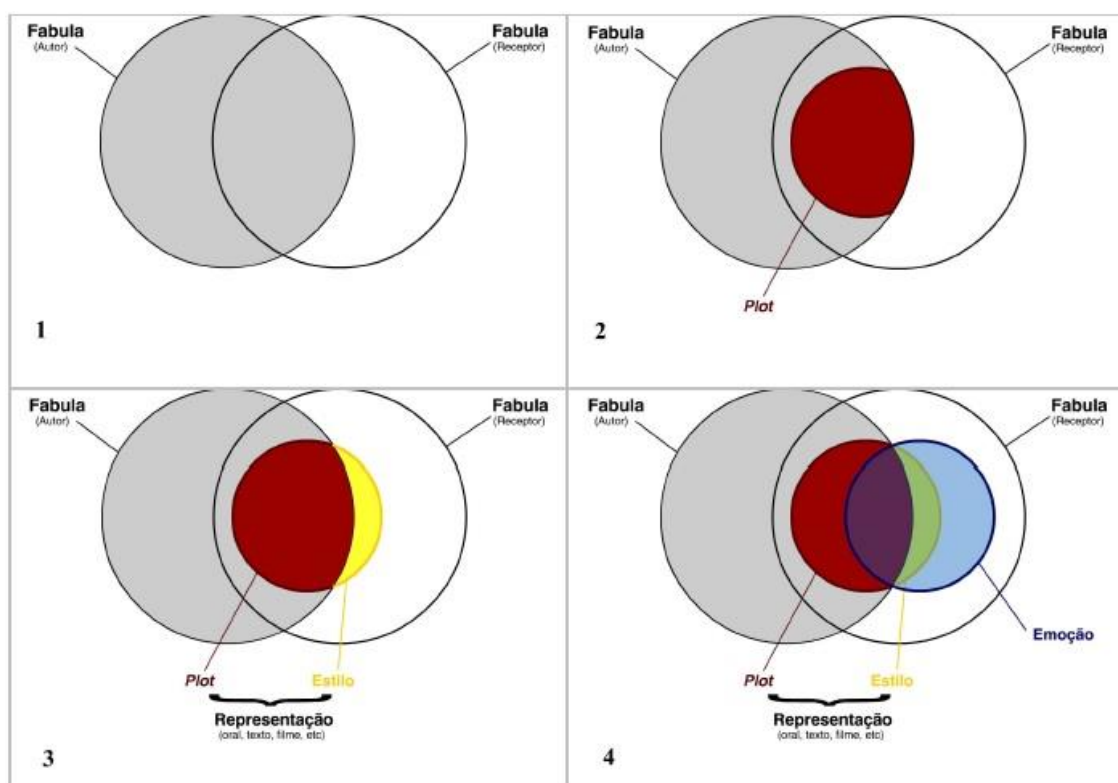 Fabula
(Autor)
Fabula
(Receptor)
1
Fabula
(Autor)
Fabula
(Receptor)
Plot
2
Fabula
(Autor)
Fabula
(Receptor)
Plot
Estilo
Representação
(oral, texto, filme, etc)
3
Fabula
(Autor)
Fabula
(Receptor)
Emoção
Plot
Estilo
Representação
(oral, texto, filme, etc)
4